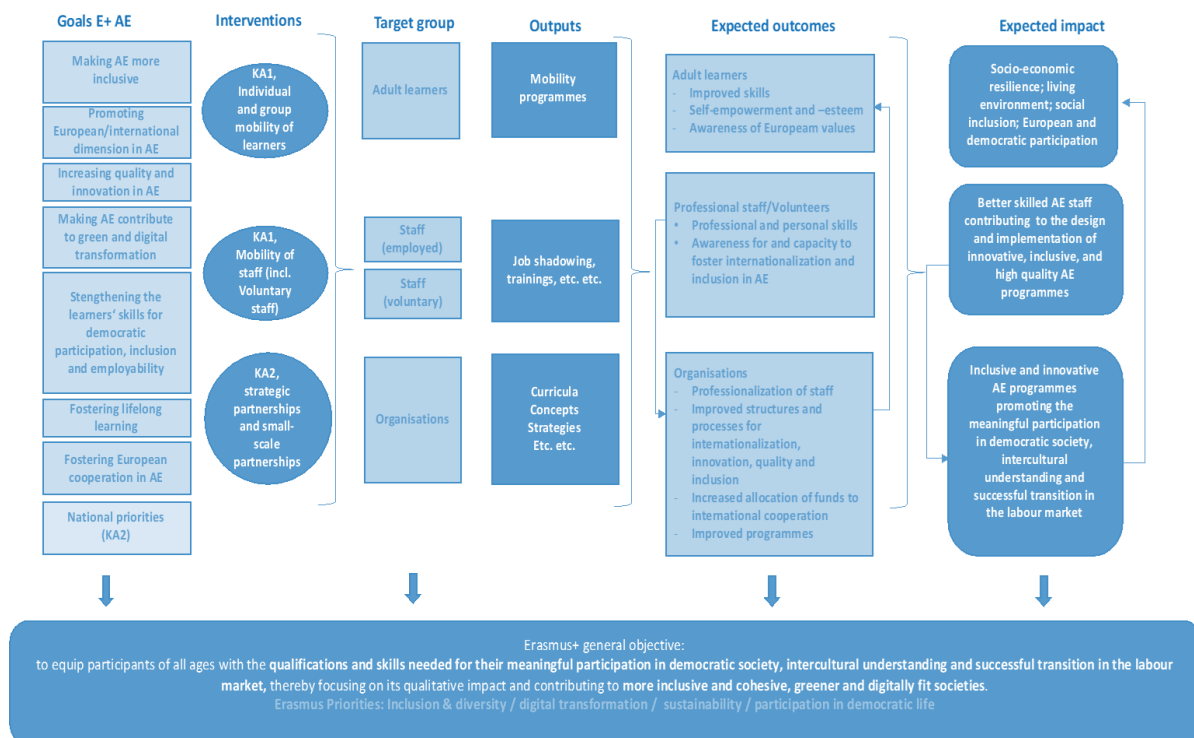 Goals E+ AE
Making AE more
inclusive
Promoting
European/international
dimension in AE
Increasing quality and
innovation in AE
Making AE contribute
to green and digital
transformation
Stengthening the
learners' skills for
democratic
participation, inclusion
and employability
Fostering lifelong
learning
Fostering European
cooperation in AE
National priorities
(KA2)
Interventions
KA1,
Individual
and group
mobility of
learners
KA1,
Mobility of
staff (incl.
Voluntary
staff)
KA2,
strategic
partnerships
and small-
scale
partnerships
Target group
Adult learners
Staff
(employed)
Staff
(voluntary)
Organisations
Outputs
Mobility
programmes
Job shadowing,
trainings, etc. etc.
Curricula
Concepts
Strategies
Etc. etc.
Expected outcomes
Adult learners
- Improved skills
- Self-empowerment and –esteem
- Awareness of European values
Professional staff/Volunteers
• Professional and personal skills
• Awareness for and capacity to
foster internationalization and
inclusion in AE
Organisations
- Professionalization of staff
- Improved structures and
processes for
internationalization,
innovation, quality and
inclusion
- Increased allocation of funds to
international cooperation
- Improved programmes
Expected impact
Socio-economic
resilience; living
environment; social
inclusion; European and
democratic participation
Better skilled AE staff
contributing to the design
and implementation of
innovative, inclusive, and
high quality AE
programmes
Inclusive and innovative
AE programmes
promoting the
meaningful participation
in democratic society,
intercultural
understanding and
successful transition in
the labour market
Erasmus+ general objective:
to equip participants of all ages with the qualifications and skills needed for their meaningful participation in democratic society, intercultural understanding and successful transition in the labour
market, thereby focusing on its qualitative impact and contributing to more inclusive and cohesive, greener and digitally fit societies.
Erasmus Priorities: Inclusion & diversity / digital transformation / sustainability / participation in democratic life